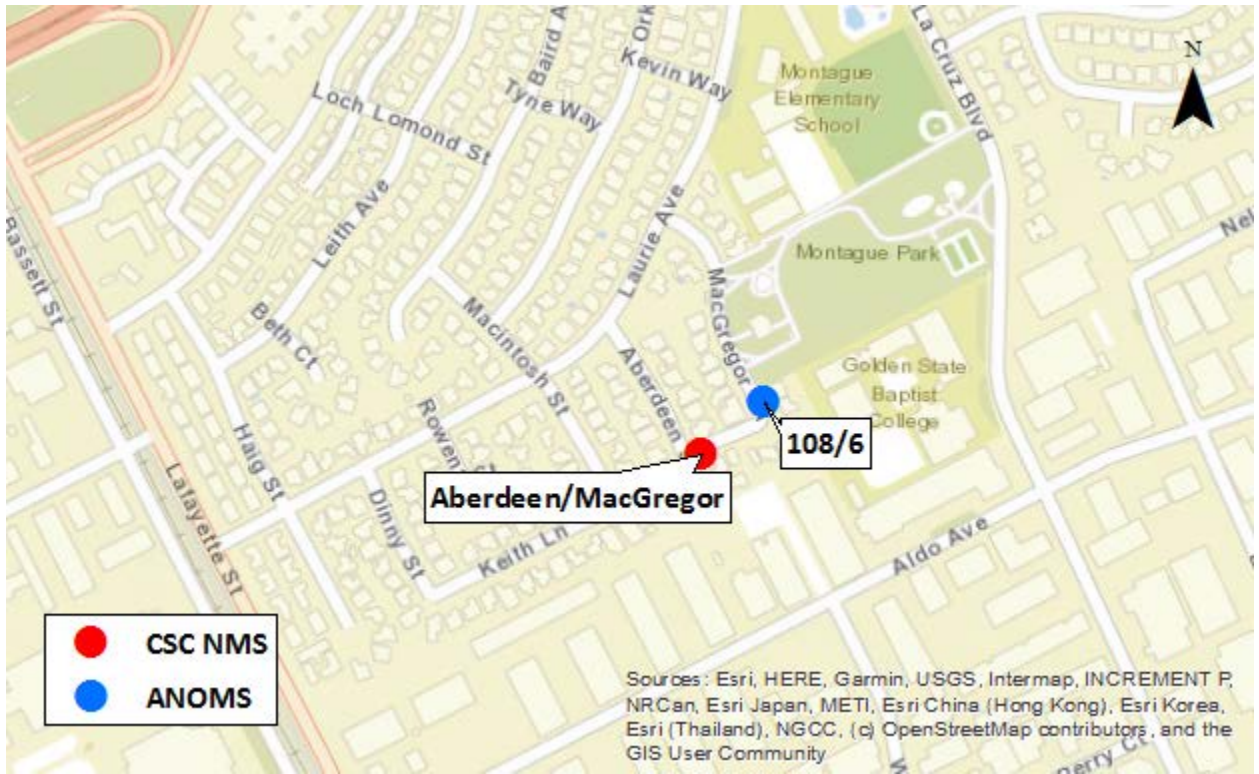 La Cruz Blvd
Baird A
Ork
Kevin Way
Tyne Way
Montague
Elementary
School
N
Loch Lomond St
Leith Ave
Laurie Ave
Bassett St
Montague Park
Ne
MacGregor
Beth Ct
Macintosh St
Aberdeen
Golden State
Baptist
College
Rowen
Haig St
108/6
Aberdeen/MacGregor
Lafayette St
Dinny St
Keith Ln
Aldo Ave
CSC NMS
ANOMS
Sources: Esri, HERE, Garmin, USGS, Intermap, INCREMENT P,
NRCan, Esri Japan, METI, Esri China (Hong Kong), Esri Korea,
Esri (Thailand), NGCC, (c) OpenStreetMap contributors, and the
GIS User Community
erry Ct